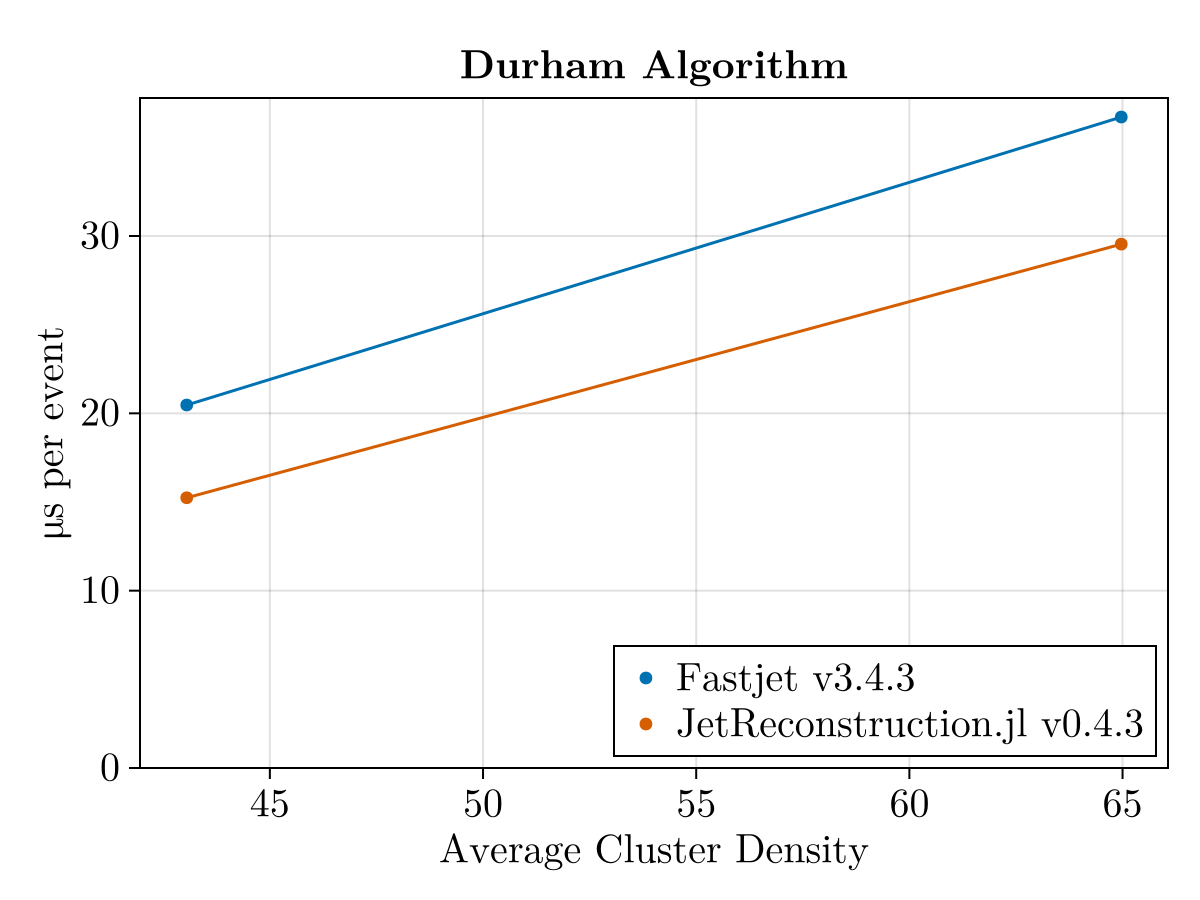 Durham Algorithm
30
20
10
0
µs per event
45 50 55 60 65
Average Cluster Density
Fastjet v3.4.3
JetReconstruction.jl v0.4.3